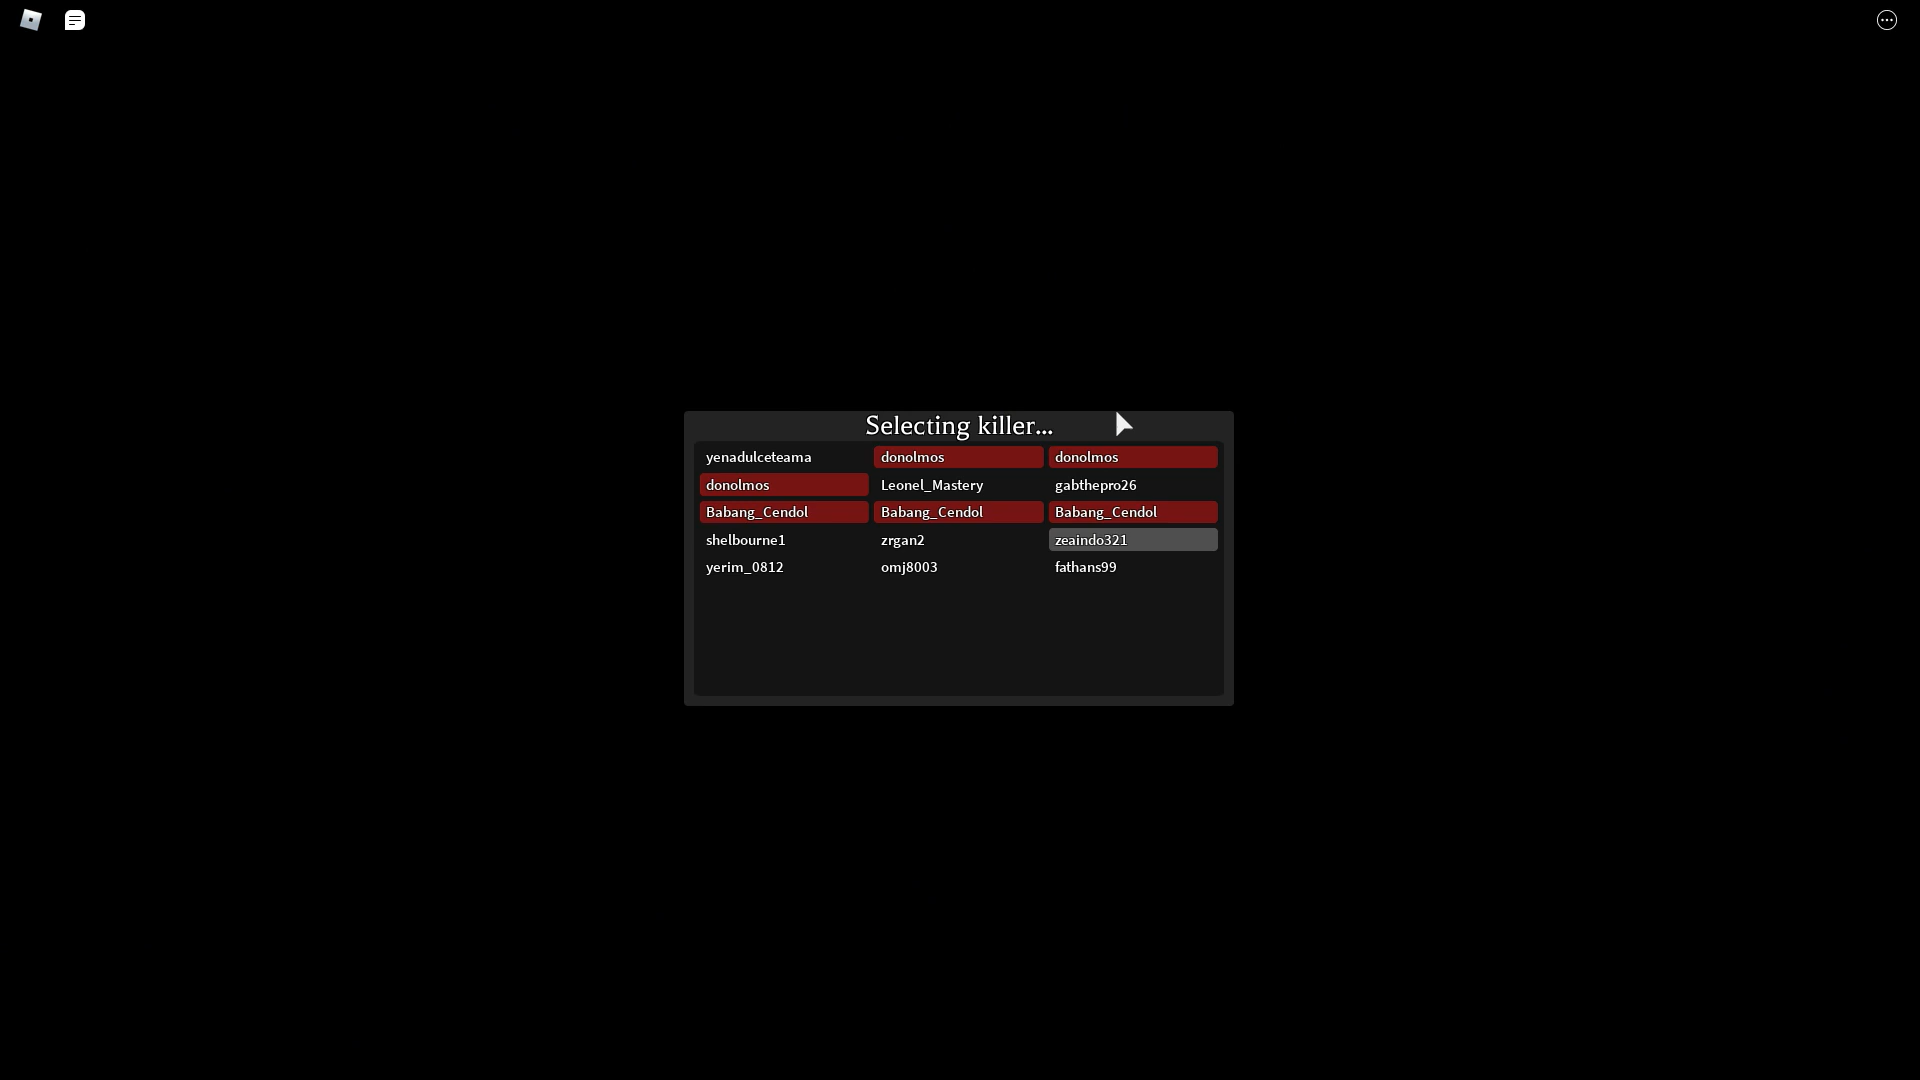 Selecting killer...
yenadulceteama donolmos donolmos
donolmos Leonel_Mastery gabthepro26
Babang_Cendol Babang_Cendol Babang_Cendol
shelbourne1 zrgan2 zeaindo321
yerim_0812 omj8003 fathans99